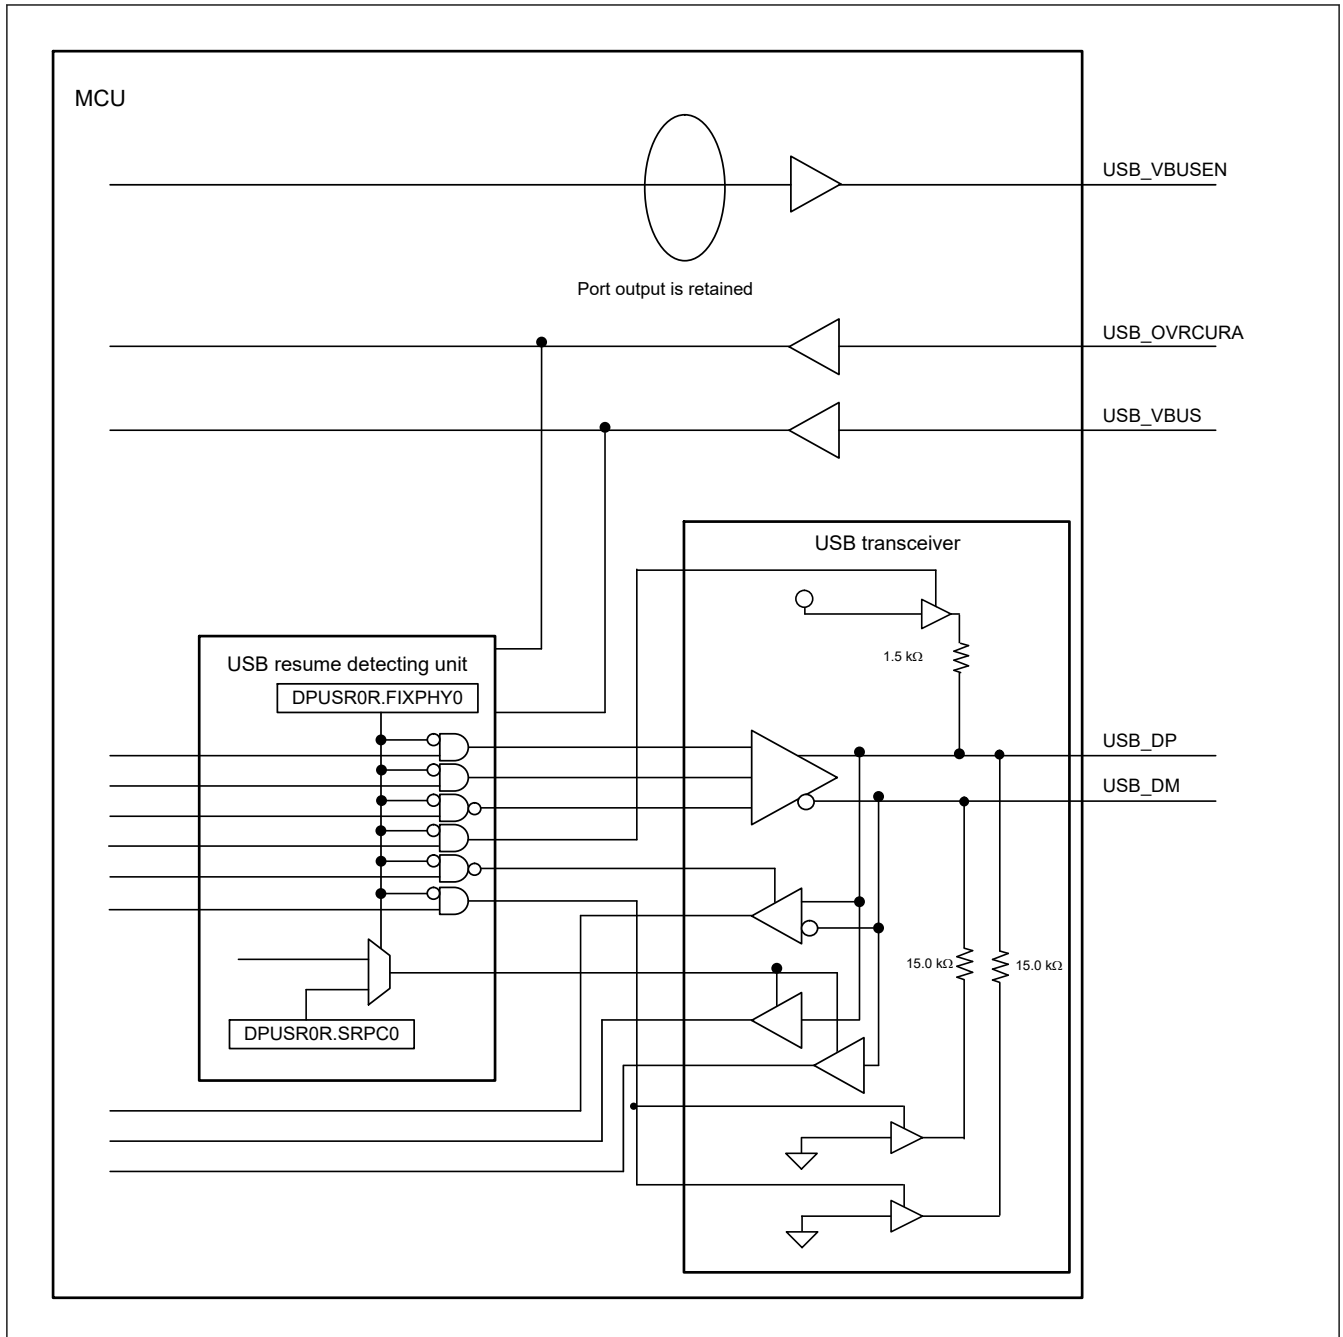 MCU
USB_VBUSEN
Port output is retained
USB_OVRCURA
USB_VBUS
USB transceiver
1.5 kΩ
USB resume detecting unit
DPUSR0R.FIXPHY0
USB_DP
USB_DM
15.0 kΩ
15.0 kΩ
DPUSR0R.SRPC0